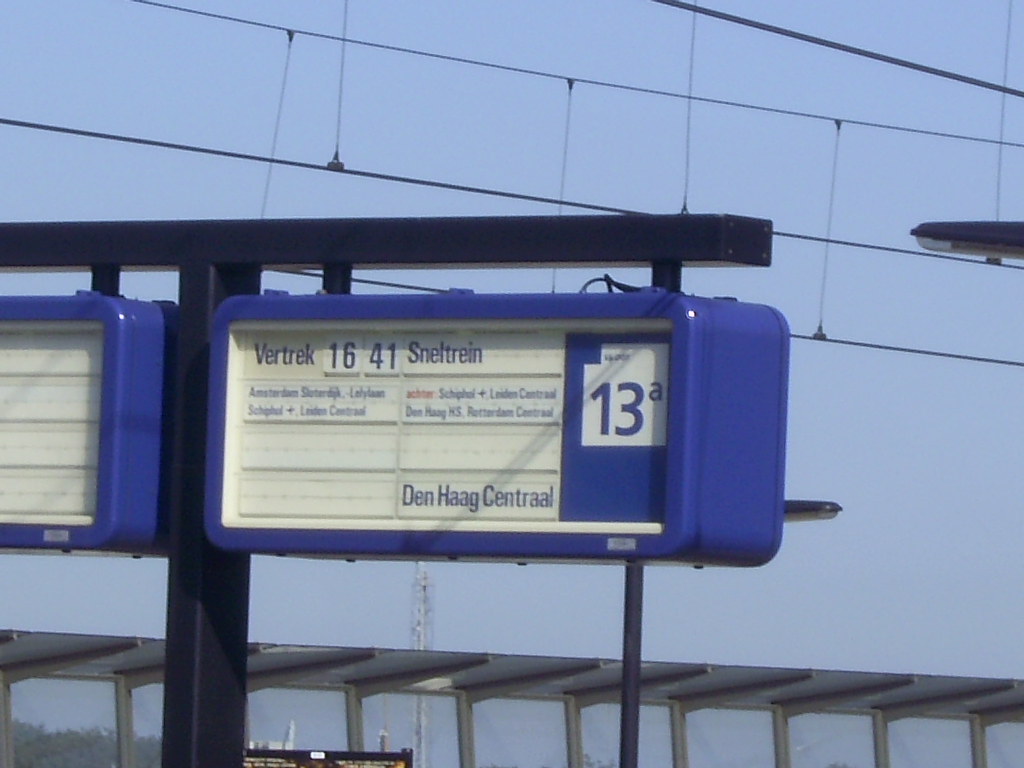 Vertrek 16 41 Sneltrein
Amsterdam Sloterdijk, -Lelylaan
Schiphol ✈, Leiden Centraal
achter: Schiphol ✈, Leiden Centraal
Den Haag HS, Rotterdam Centraal
Den Haag Centraal
spoor
13a